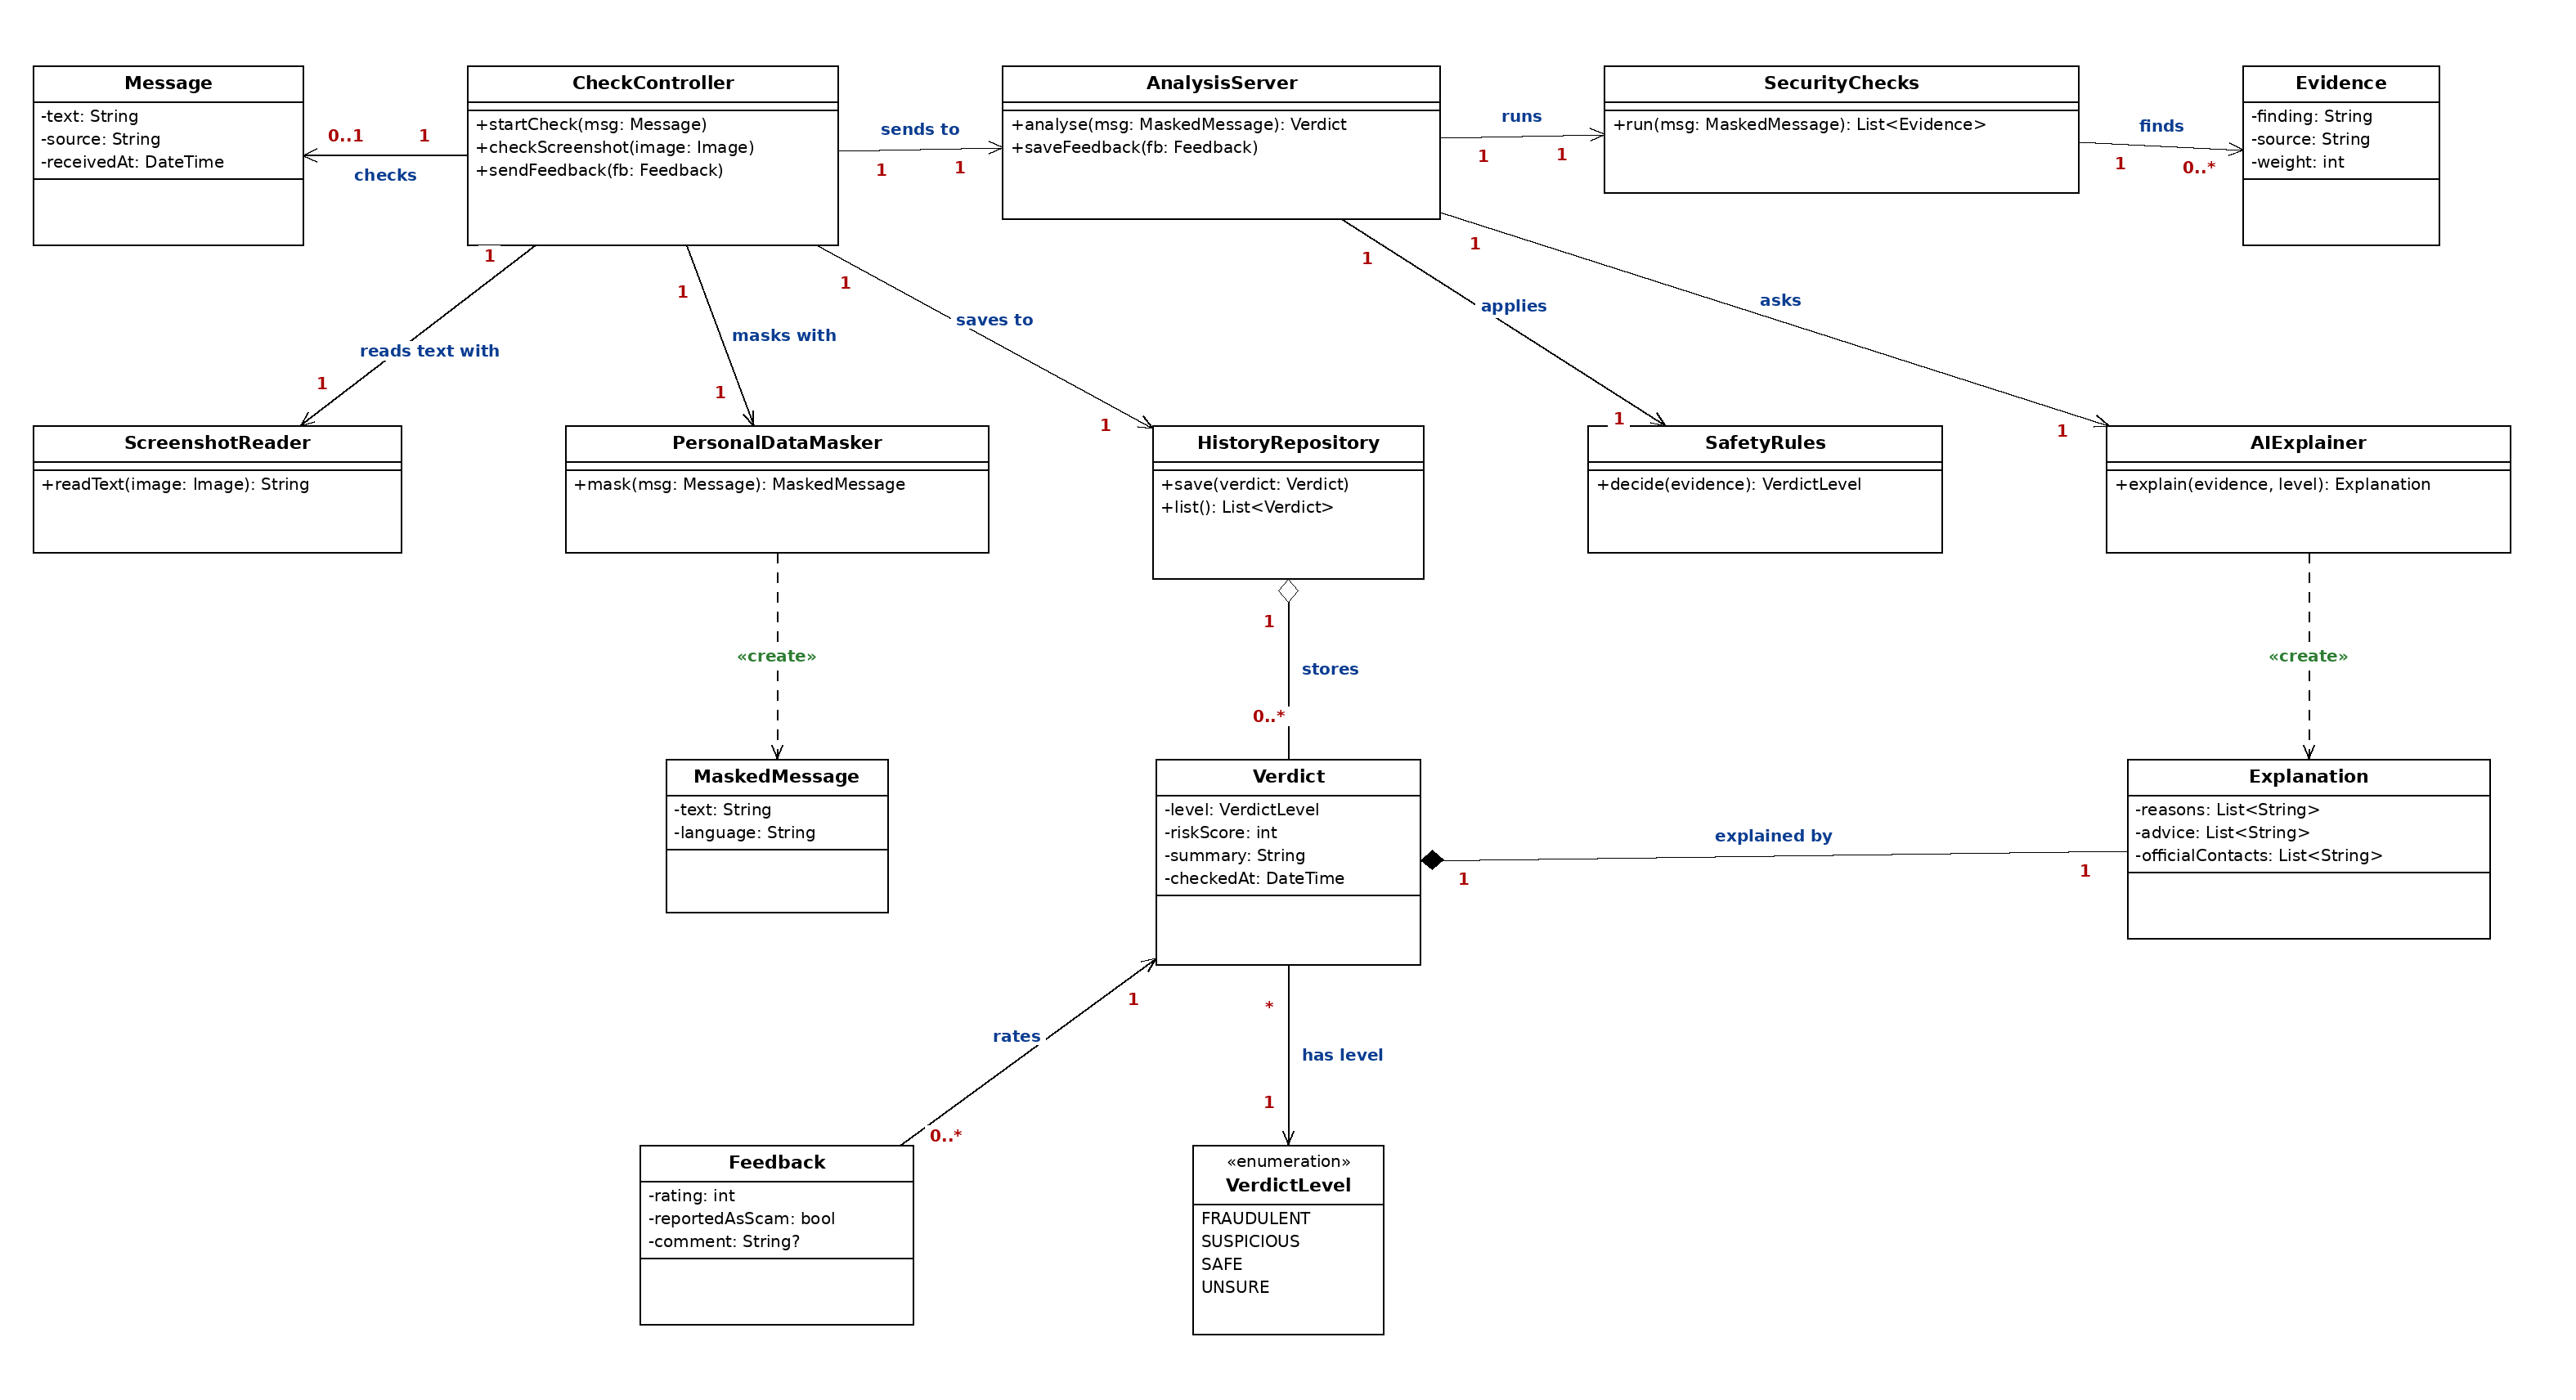 Message
-text: String
-source: String
-receivedAt: DateTime
0..1
1
checks
CheckController
+startCheck(msg: Message)
+checkScreenshot(image: Image)
+sendFeedback(fb: Feedback)
sends to
1
1
AnalysisServer
+analyse(msg: MaskedMessage): Verdict
+saveFeedback(fb: Feedback)
runs
1
1
SecurityChecks
+run(msg: MaskedMessage): List<Evidence>
finds
1
0..*
Evidence
-finding: String
-source: String
-weight: int
1
reads text with
1
1
masks with
1
1
saves to
1
1
applies
1
1
asks
1
ScreenshotReader
+readText(image: Image): String
PersonalDataMasker
+mask(msg: Message): MaskedMessage
HistoryRepository
+save(verdict: Verdict)
+list(): List<Verdict>
SafetyRules
+decide(evidence): VerdictLevel
AIExplainer
+explain(evidence, level): Explanation
«create»
1
stores
0..*
«create»
MaskedMessage
-text: String
-language: String
Verdict
-level: VerdictLevel
-riskScore: int
-summary: String
-checkedAt: DateTime
explained by
1
1
Explanation
-reasons: List<String>
-advice: List<String>
-officialContacts: List<String>
1
rates
0..*
*
has level
1
Feedback
-rating: int
-reportedAsScam: bool
-comment: String?
«enumeration»
VerdictLevel
FRAUDULENT
SUSPICIOUS
SAFE
UNSURE